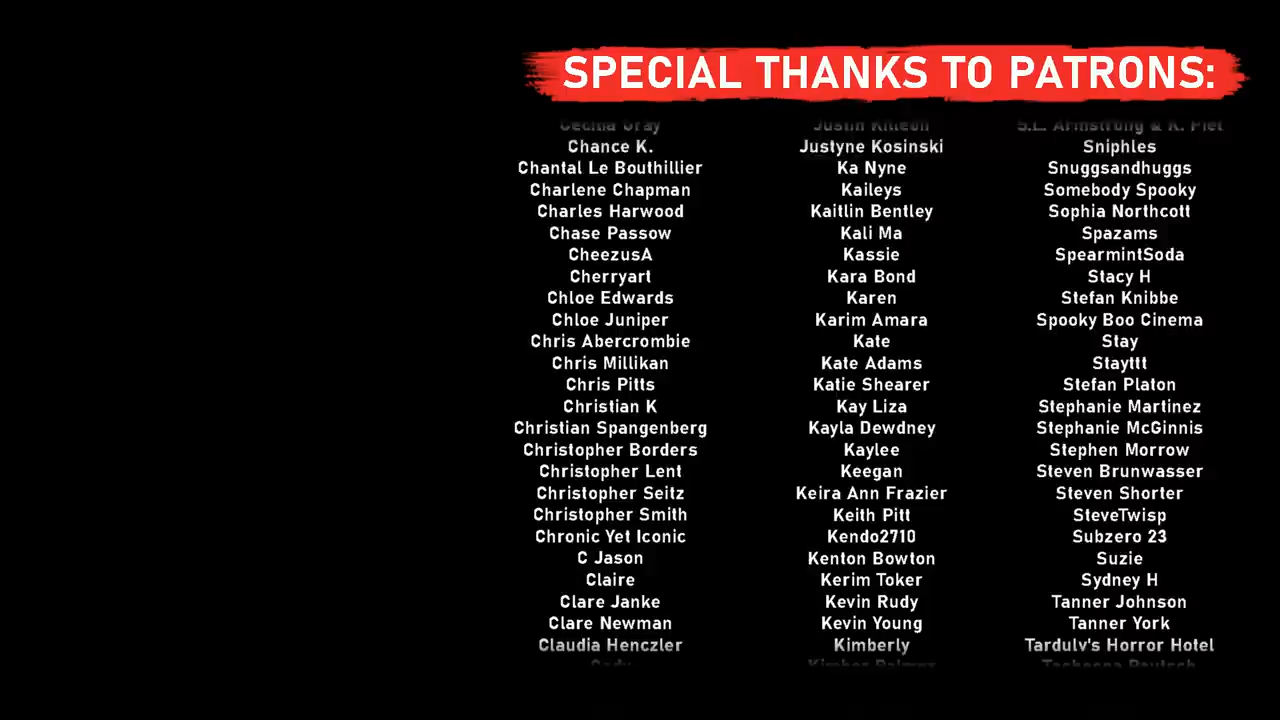 SPECIAL THANKS TO PATRONS:
Chance K.
Chantal Le Bouthillier
Charlene Chapman
Charles Harwood
Chase Passow
CheezusA
Cherryart
Chloe Edwards
Chloe Juniper
Chris Abercrombie
Chris Millikan
Chris Pitts
Christian K
Christian Spangenberg
Christopher Borders
Christopher Lent
Christopher Seitz
Christopher Smith
Chronic Yet Iconic
C Jason
Claire
Clare Janke
Clare Newman
Claudia Henczler
Justyne Kosinski
Ka Nyne
Kaileys
Kaitlin Bentley
Kali Ma
Kassie
Kara Bond
Karen
Karim Amara
Kate
Kate Adams
Katie Shearer
Kay Liza
Kayla Dewdney
Kaylee
Keegan
Keira Ann Frazier
Keith Pitt
Kendo2710
Kenton Bowton
Kerim Toker
Kevin Rudy
Kevin Young
Kimberly
Sniphles
Snuggsandhuggs
Somebody Spooky
Sophia Northcott
Spazams
SpearmintSoda
Stacy H
Stefan Knibbe
Spooky Boo Cinema
Stay
Stayttt
Stefan Platon
Stephanie Martinez
Stephanie McGinnis
Stephen Morrow
Steven Brunwasser
Steven Shorter
SteveTwisp
Subzero 23
Suzie
Sydney H
Tanner Johnson
Tanner York
Tarduly's Horror Hotel